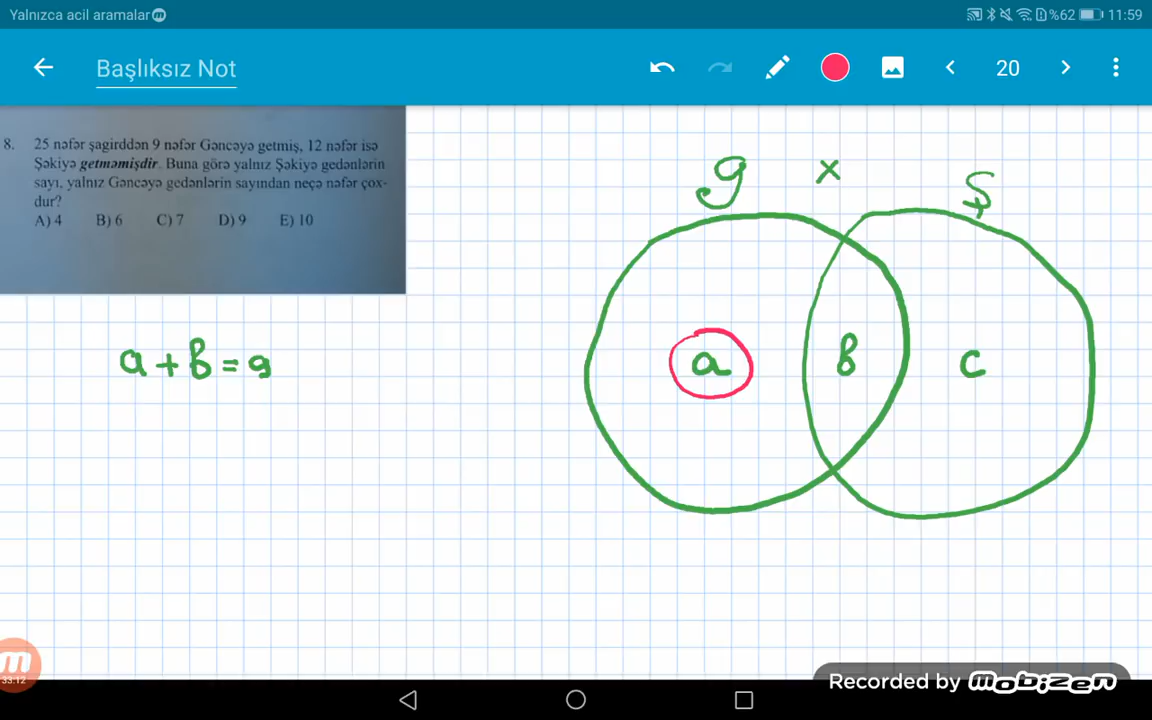 Yalnızca acil aramalar
%62 11:59
Başlıksız Not
20
8. 25 nəfər şagirddən 9 nəfər Gəncəyə getmiş, 12 nəfər isə
Şəkiyə getməmişdir. Buna görə yalnız Şəkiyə gedənlərin
sayı, yalnız Gəncəyə gedənlərin sayından neçə nəfər çox-
dur?
A) 4 B) 6 C) 7 D) 9 E) 10
g x Ş
a b c
a + b = 9
33:12
Recorded by mobizen